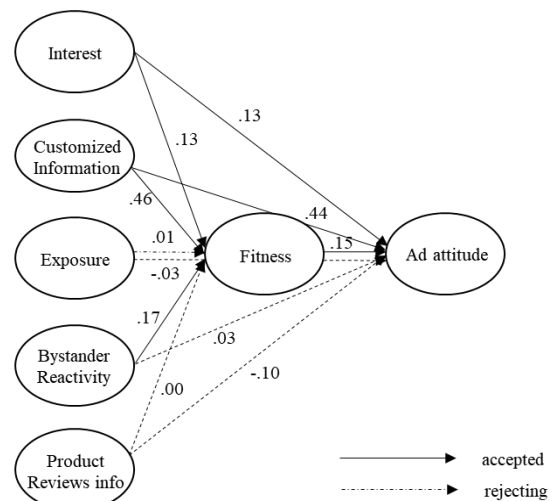 Interest
.13
.13
Customized
Information
.46
.44
Exposure
.01
-.03
Fitness
.15
Ad attitude
.17
Bystander
Reactivity
.03
.00
-.10
Product
Reviews info
accepted
rejecting